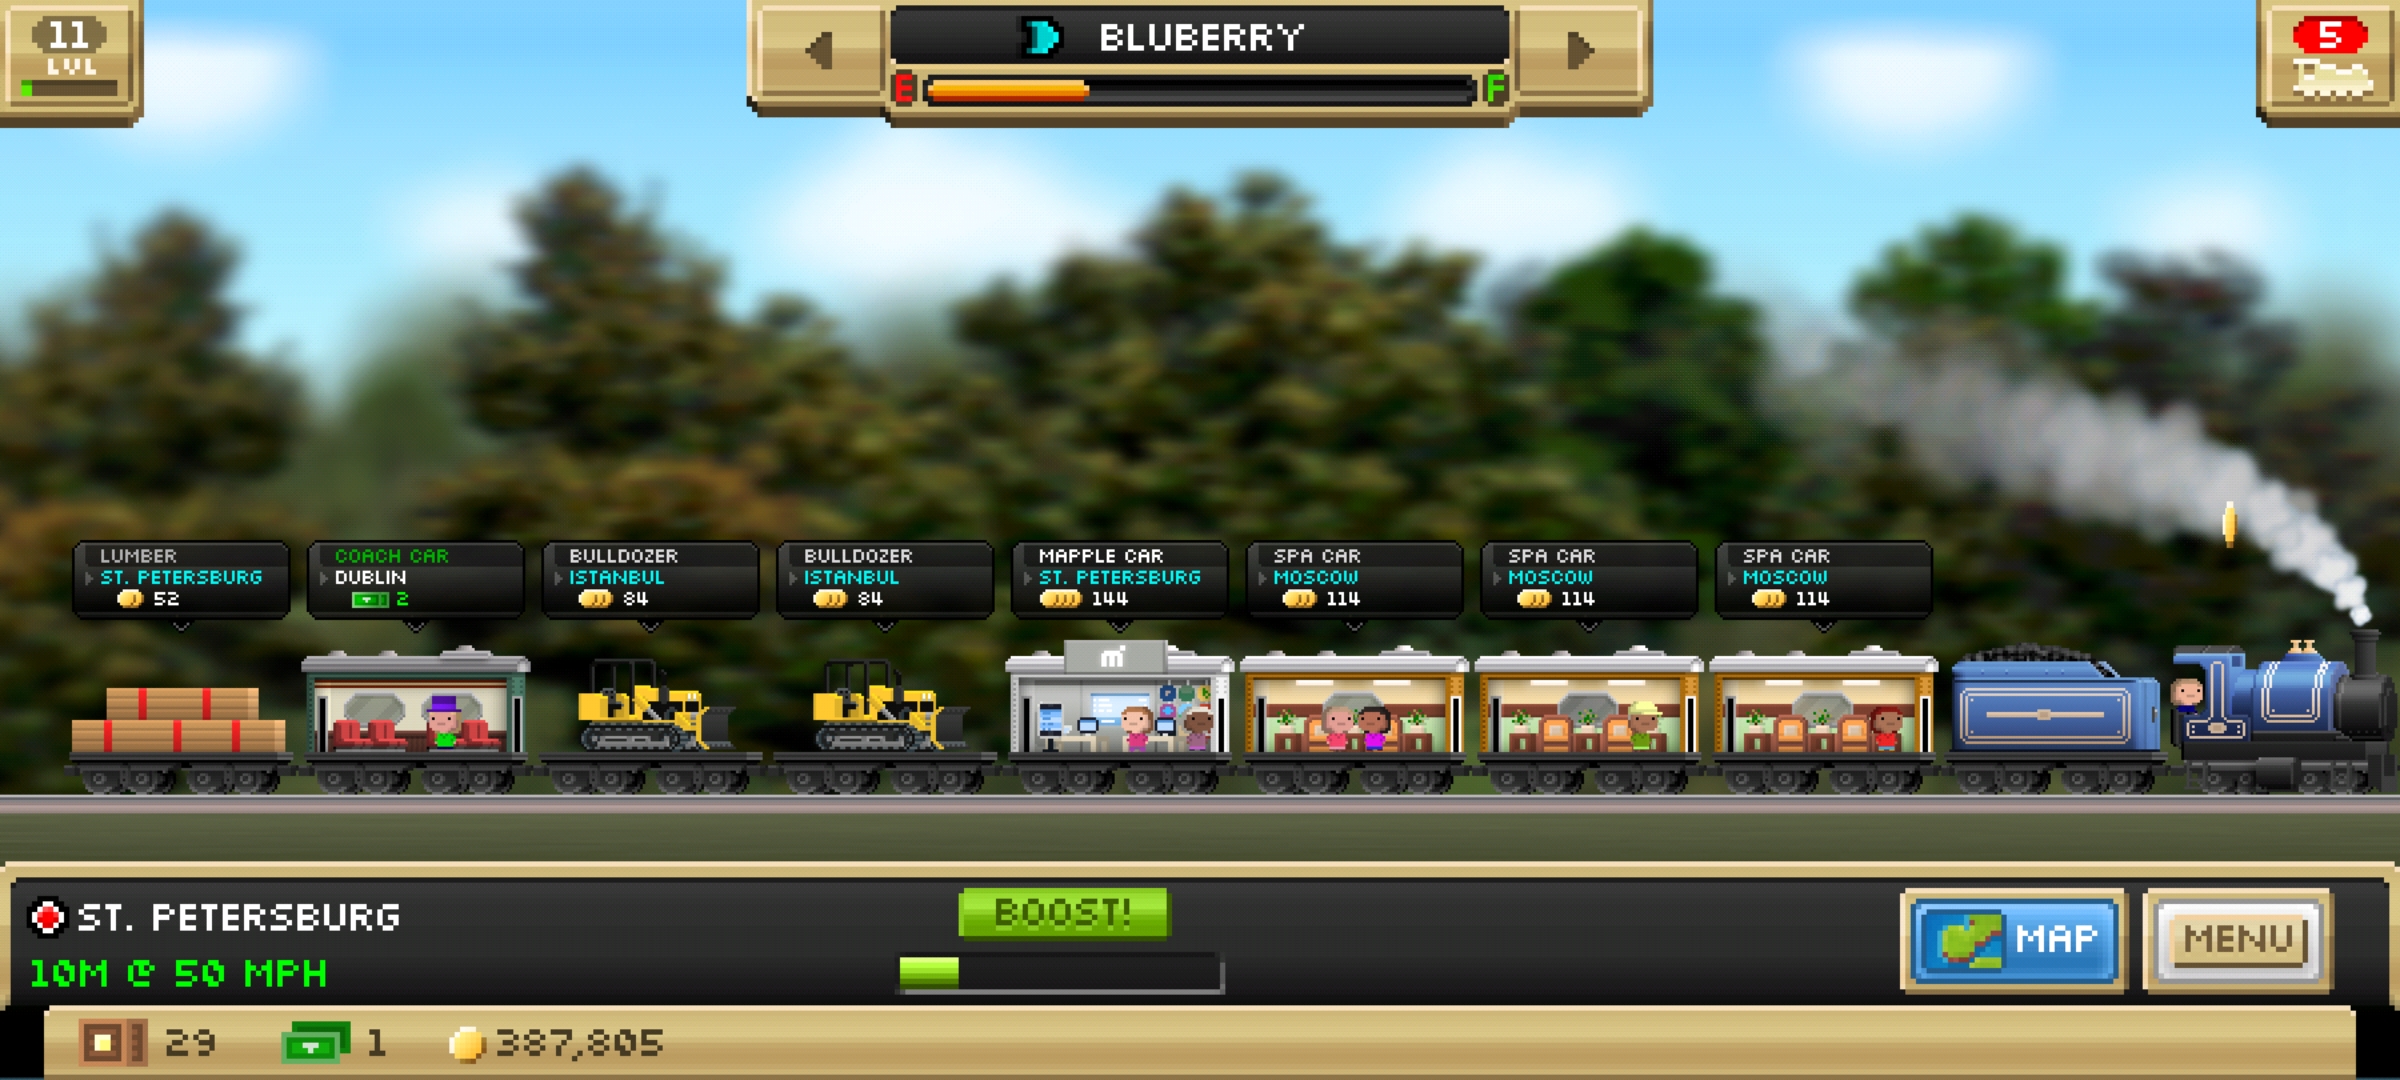 11
LVL
BLUBERRY
E
F
5
LUMBER
ST. PETERSBURG
52
COACH CAR
DUBLIN
2
BULLDOZER
ISTANBUL
84
BULLDOZER
ISTANBUL
84
MAPPLE CAR
ST. PETERSBURG
144
SPA CAR
MOSCOW
114
SPA CAR
MOSCOW
114
SPA CAR
MOSCOW
114
m
ST. PETERSBURG
10M @ 50 MPH
BOOST!
MAP
MENU
29
1
387,805